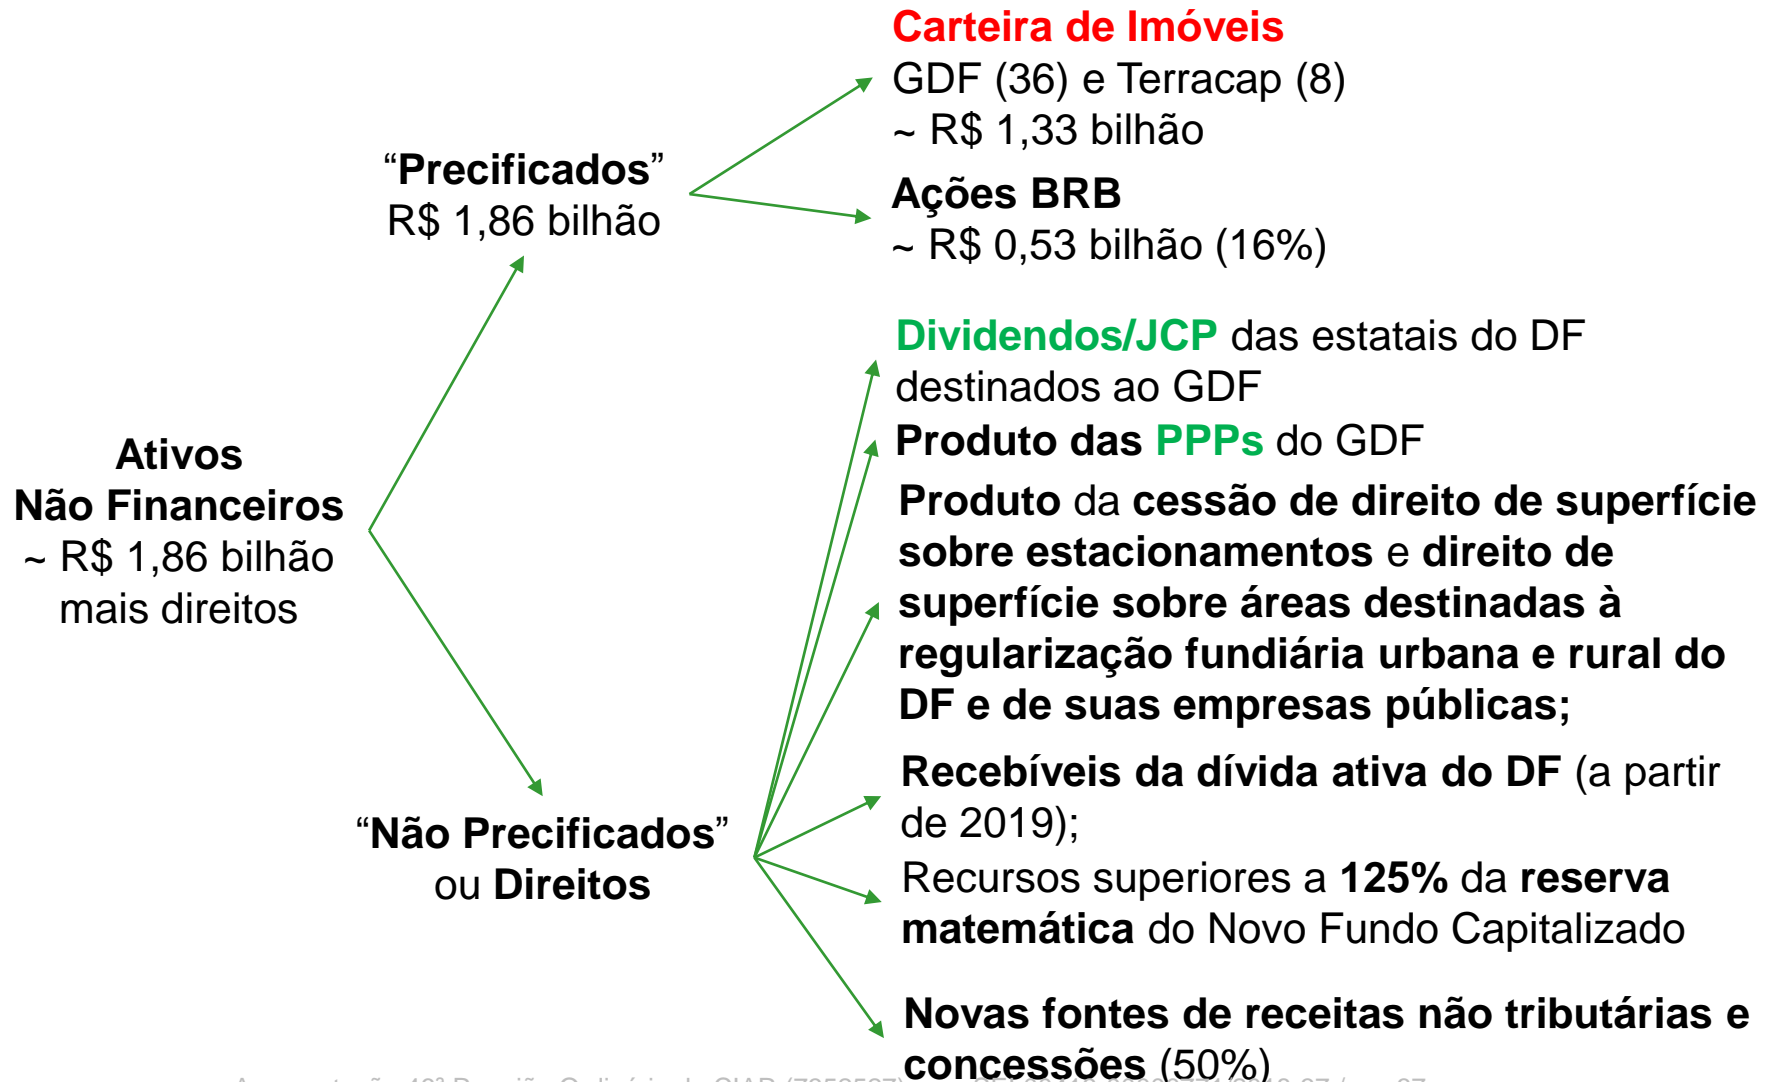 Carteira de Imóveis
GDF (36) e Terracap (8)
~ R$ 1,33 bilhão
“Precificados”
R$ 1,86 bilhão
Ações BRB
~ R$ 0,53 bilhão (16%)
Ativos
Não Financeiros
~ R$ 1,86 bilhão
mais direitos
Dividendos/JCP das estatais do DF
destinados ao GDF
Produto das PPPs do GDF
Produto da cessão de direito de superfície
sobre estacionamentos e direito de
superfície sobre áreas destinadas à
regularização fundiária urbana e rural do
DF e de suas empresas públicas;
“Não Precificados”
ou Direitos
Recebíveis da dívida ativa do DF (a partir
de 2019);
Recursos superiores a 125% da reserva
matemática do Novo Fundo Capitalizado
Novas fontes de receitas não tributárias e
concessões (50%)